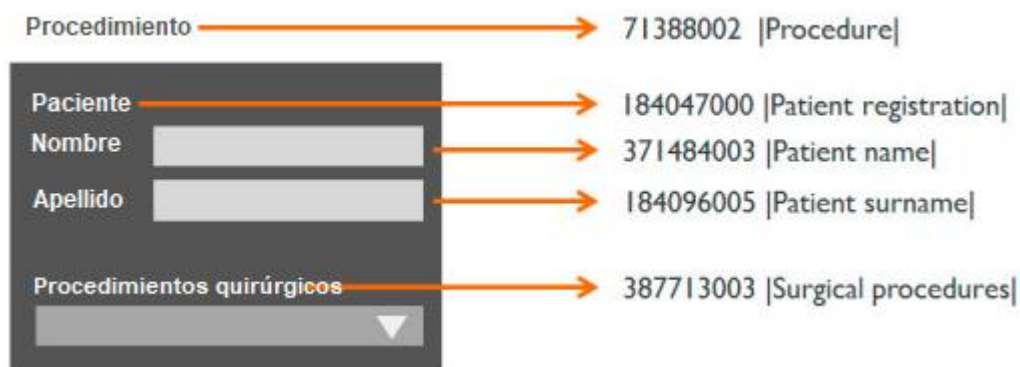 Procedimiento 71388002 |Procedure|
Paciente 184047000 |Patient registration|
Nombre 371484003 |Patient name|
Apellido 184096005 |Patient surname|
Procedimientos quirúrgicos 387713003 |Surgical procedures|